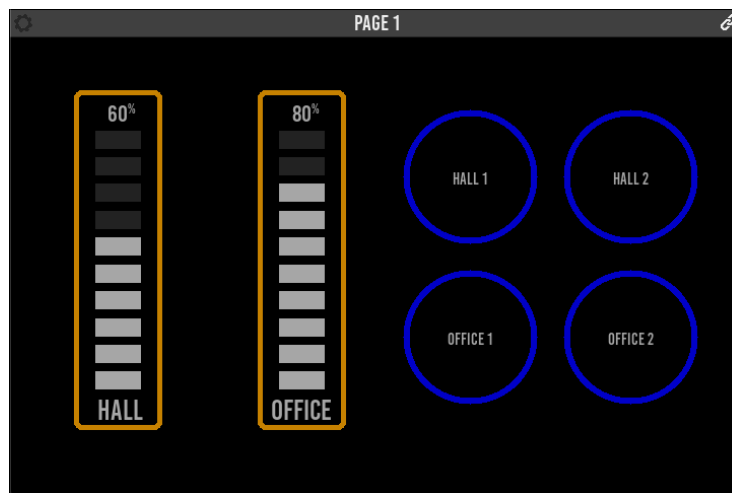 PAGE 1
60%
80%
HALL
OFFICE
HALL 1
HALL 2
OFFICE 1
OFFICE 2